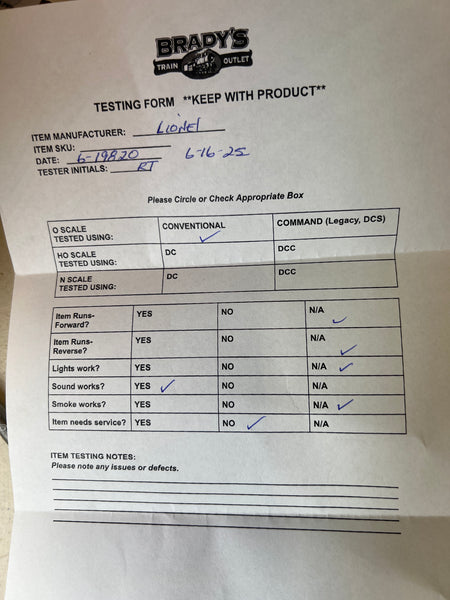 BRADY'S
TRAIN OUTLET
TESTING FORM **KEEP WITH PRODUCT**
ITEM MANUFACTURER: LIONEL
ITEM SKU:
DATE: 6-19820 6-16-25
TESTER INITIALS: RT
Please Circle or Check Appropriate Box
O SCALE TESTED USING: CONVENTIONAL ✓ COMMAND (Legacy, DCS)
HO SCALE TESTED USING: DC DCC
N SCALE TESTED USING: DC DCC
Item Runs-Forward? YES NO N/A ✓
Item Runs-Reverse? YES NO N/A ✓
Lights work? YES NO N/A ✓
Sound works? YES ✓ NO N/A
Smoke works? YES NO N/A ✓
Item needs service? YES NO ✓ N/A
ITEM TESTING NOTES:
Please note any issues or defects.